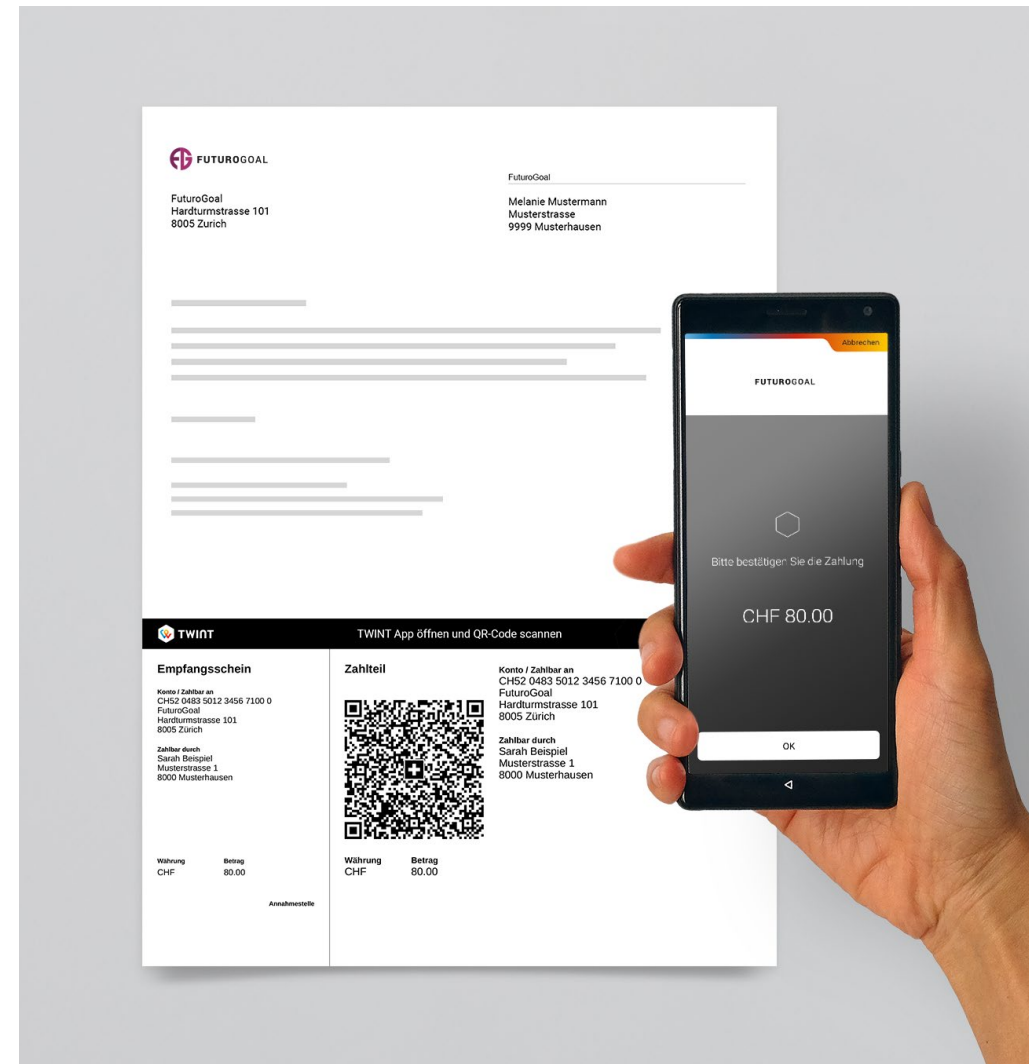 FUTUROGOAL
FuturoGoal
Hardturmstrasse 101
8005 Zurich
FuturoGoal
Melanie Mustermann
Musterstrasse
9999 Musterhausen
TWINT
TWINT App öffnen und QR-Code scannen
Empfangsschein
Konto / Zahlbar an
CH52 0483 5012 3456 7100 0
FuturoGoal
Hardturmstrasse 101
8005 Zürich
Zahlbar durch
Sarah Beispiel
Musterstrasse 1
8000 Musterhausen
Währung Betrag
CHF 80.00
Annahmestelle
Zahlteil
Währung Betrag
CHF 80.00
Konto / Zahlbar an
CH52 0483 5012 3456 7100 0
FuturoGoal
Hardturmstrasse 101
8005 Zürich
Zahlbar durch
Sarah Beispiel
Musterstrasse 1
8000 Musterhausen
Abbrechen
FUTUROGOAL
Bitte bestätigen Sie die Zahlung
CHF 80.00
OK